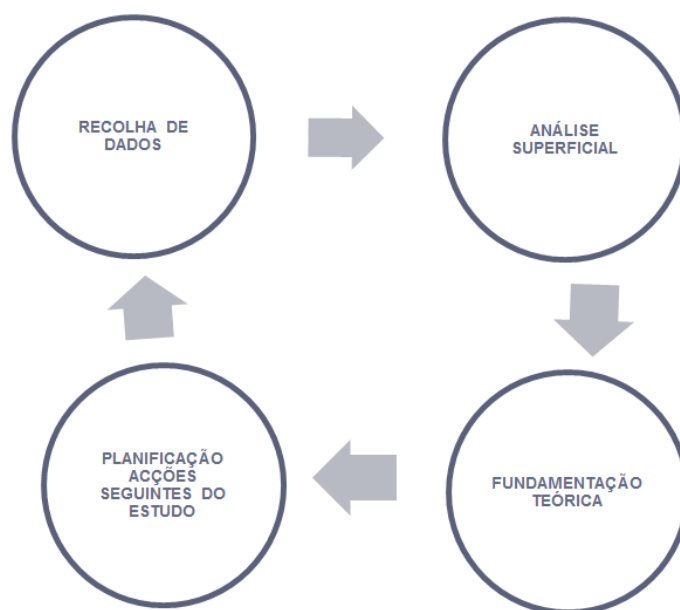 RECOLHA DE
DADOS
ANÁLISE
SUPERFICIAL
FUNDAMENTAÇÃO
TEÓRICA
PLANIFICAÇÃO
ACÇÕES
SEGUINTES DO
ESTUDO